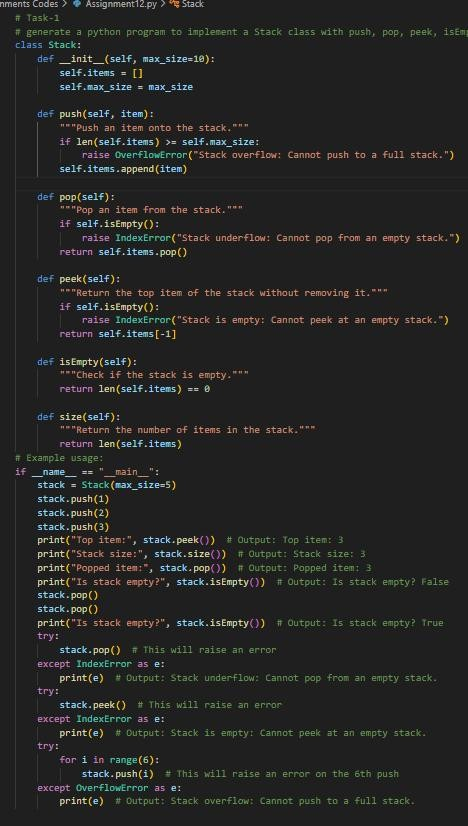 nments Codes > Assignment12.py > Stack
# Task-1
# generate a python program to implement a Stack class with push, pop, peek, isEmp
class Stack:
    def __init__(self, max_size=10):
        self.items = []
        self.max_size = max_size

    def push(self, item):
        """Push an item onto the stack."""
        if len(self.items) >= self.max_size:
            raise OverflowError("Stack overflow: Cannot push to a full stack.")
        self.items.append(item)

    def pop(self):
        """Pop an item from the stack."""
        if self.isEmpty():
            raise IndexError("Stack underflow: Cannot pop from an empty stack.")
        return self.items.pop()

    def peek(self):
        """Return the top item of the stack without removing it."""
        if self.isEmpty():
            raise IndexError("Stack is empty: Cannot peek at an empty stack.")
        return self.items[-1]

    def isEmpty(self):
        """Check if the stack is empty."""
        return len(self.items) == 0

    def size(self):
        """Return the number of items in the stack."""
        return len(self.items)
# Example usage:
if __name__ == "__main__":
    stack = Stack(max_size=5)
    stack.push(1)
    stack.push(2)
    stack.push(3)
    print("Top item:", stack.peek())  # Output: Top item: 3
    print("Stack size:", stack.size())  # Output: Stack size: 3
    print("Popped item:", stack.pop())  # Output: Popped item: 3
    print("Is stack empty?", stack.isEmpty())  # Output: Is stack empty? False
    stack.pop()
    stack.pop()
    print("Is stack empty?", stack.isEmpty())  # Output: Is stack empty? True
    try:
        stack.pop()  # This will raise an error
    except IndexError as e:
        print(e)  # Output: Stack underflow: Cannot pop from an empty stack.
    try:
        stack.peek()  # This will raise an error
    except IndexError as e:
        print(e)  # Output: Stack is empty: Cannot peek at an empty stack.
    try:
        for i in range(6):
            stack.push(i)  # This will raise an error on the 6th push
    except OverflowError as e:
        print(e)  # Output: Stack overflow: Cannot push to a full stack.